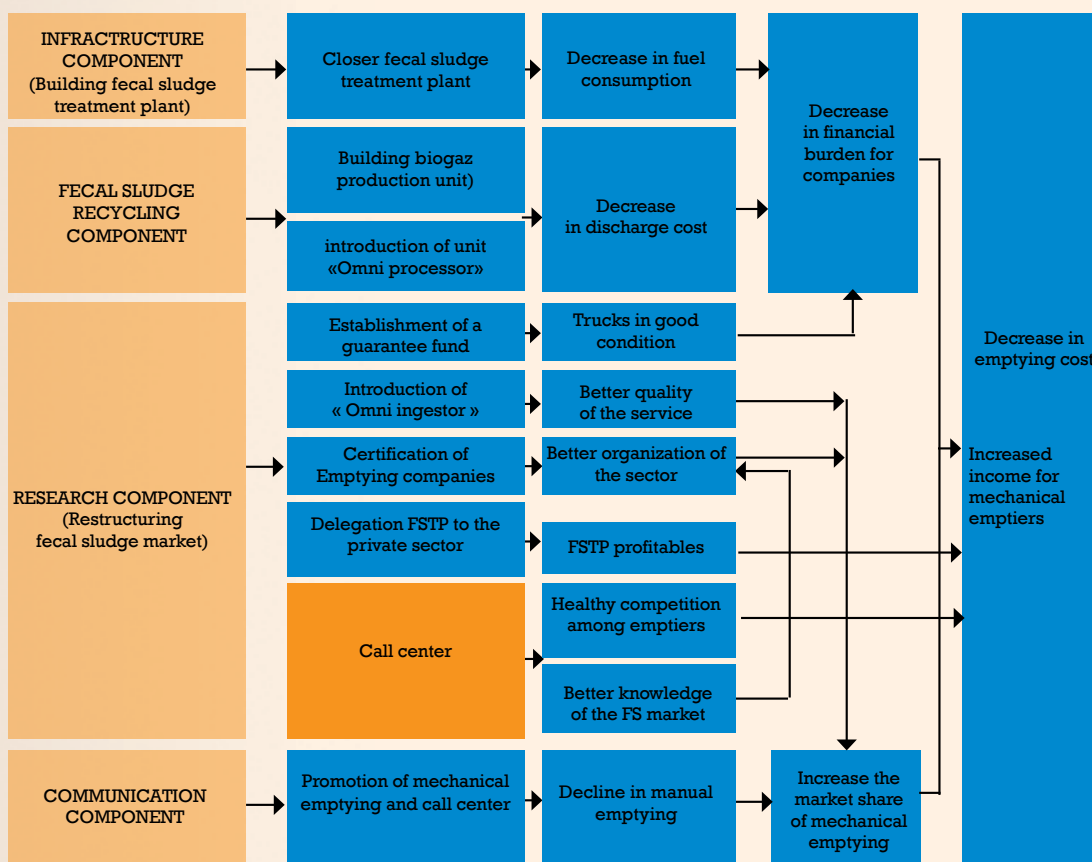 INFRACTRUCTURE
COMPONENT
(Building fecal sludge
treatment plant)
Closer fecal sludge
treatment plant
Decrease in fuel
consumption
Decrease
in financial
burden for
companies
FECAL SLUDGE
RECYCLING
COMPONENT
Building biogaz
production unit)
introduction of unit
«Omni processor»
Decrease
in discharge cost
RESEARCH COMPONENT
(Restructuring
fecal sludge market)
Establishment of a
guarantee fund
Trucks in good
condition
Introduction of
« Omni ingestor »
Better quality
of the service
Certification of
Emptying companies
Better organization of
the sector
Delegation FSTP to the
private sector
FSTP profitables
Call center
Healthy competition
among emptiers
Better knowledge
of the FS market
COMMUNICATION
COMPONENT
Promotion of mechanical
emptying and call center
Decline in manual
emptying
Increase the
market share
of mechanical
emptying
Decrease in
emptying cost
Increased
income for
mechanical
emptiers